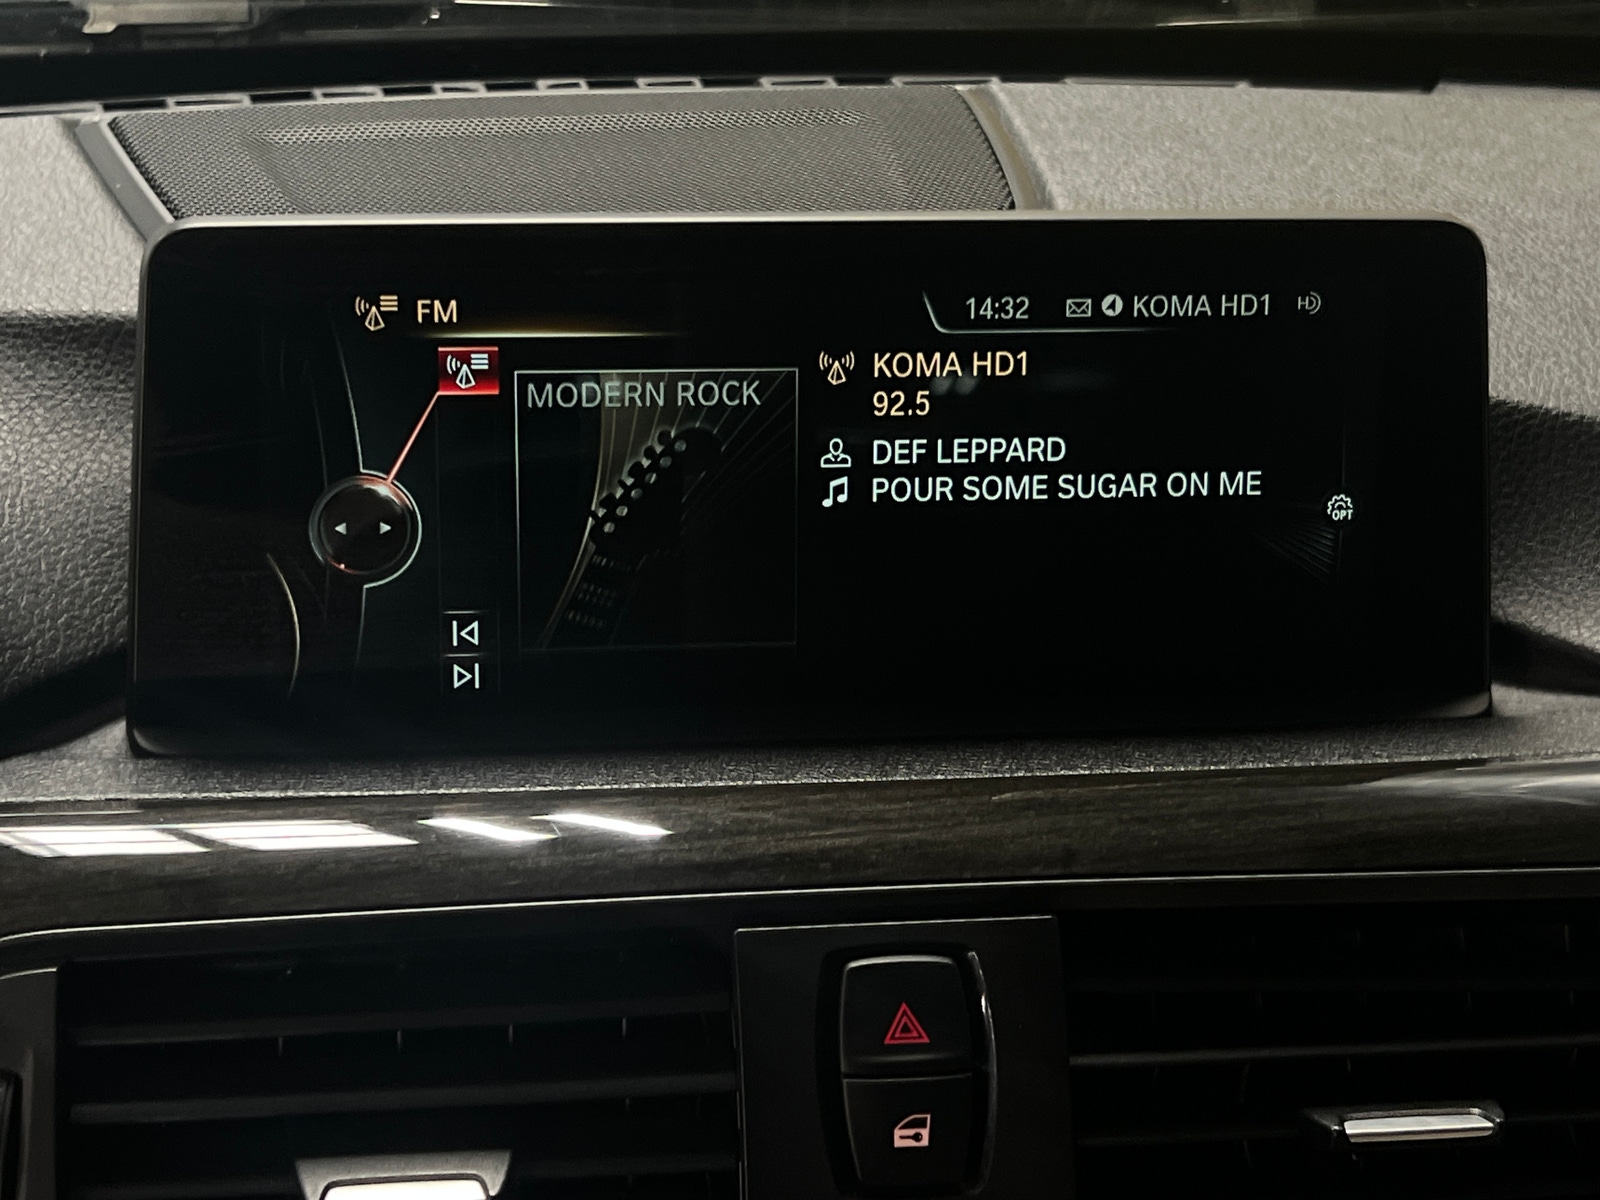 FM
14:32 KOMA HD1 HD
MODERN ROCK
KOMA HD1
92.5
DEF LEPPARD
POUR SOME SUGAR ON ME
OPT